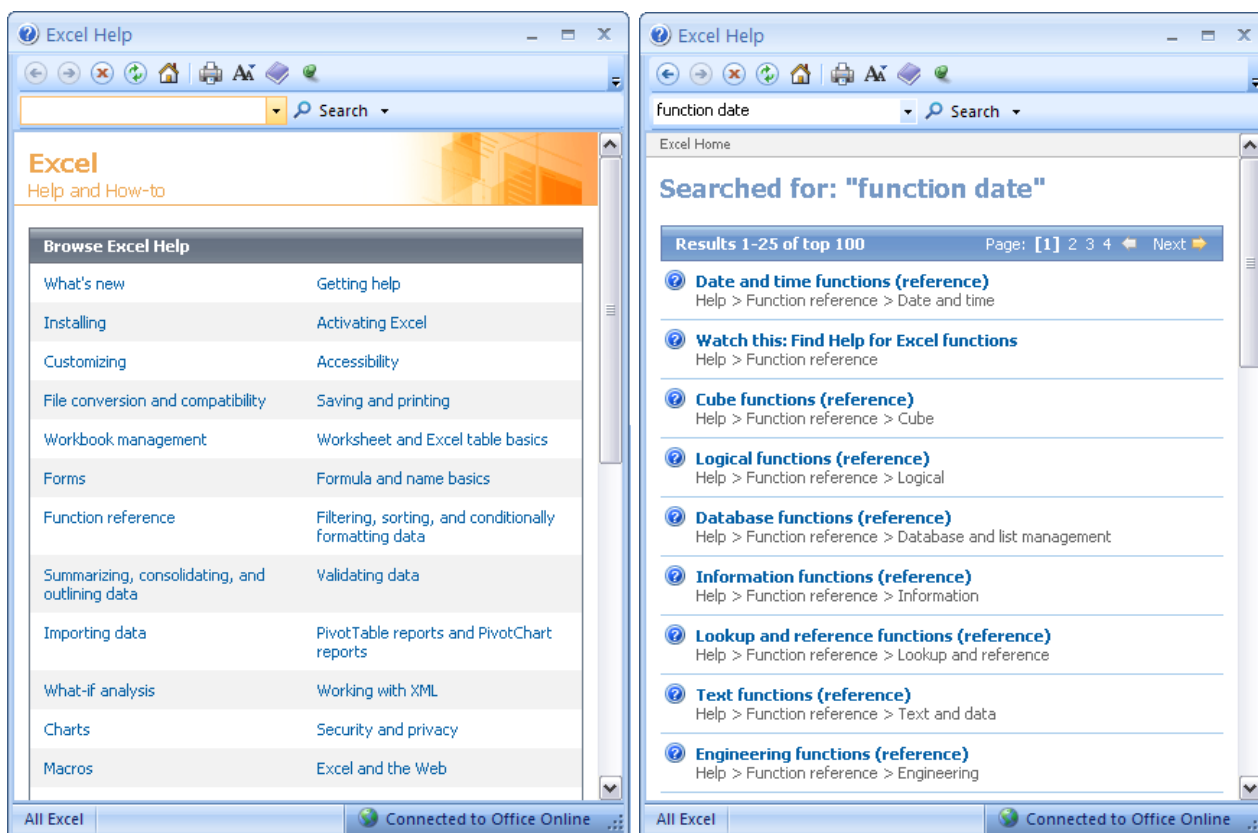 Excel Help
Search
Excel
Help and How-to
Browse Excel Help
What's new
Getting help
Installing
Activating Excel
Customizing
Accessibility
File conversion and compatibility
Saving and printing
Workbook management
Worksheet and Excel table basics
Forms
Formula and name basics
Function reference
Filtering, sorting, and conditionally
formatting data
Summarizing, consolidating, and
outlining data
Validating data
Importing data
PivotTable reports and PivotChart
reports
What-if analysis
Working with XML
Charts
Security and privacy
Macros
Excel and the Web
All Excel
Connected to Office Online
Excel Help
function date
Search
Excel Home
Searched for: "function date"
Results 1-25 of top 100
Page: [1] 2 3 4 Next
Date and time functions (reference)
Help > Function reference > Date and time
Watch this: Find Help for Excel functions
Help > Function reference
Cube functions (reference)
Help > Function reference > Cube
Logical functions (reference)
Help > Function reference > Logical
Database functions (reference)
Help > Function reference > Database and list management
Information functions (reference)
Help > Function reference > Information
Lookup and reference functions (reference)
Help > Function reference > Lookup and reference
Text functions (reference)
Help > Function reference > Text and data
Engineering functions (reference)
Help > Function reference > Engineering
All Excel
Connected to Office Online